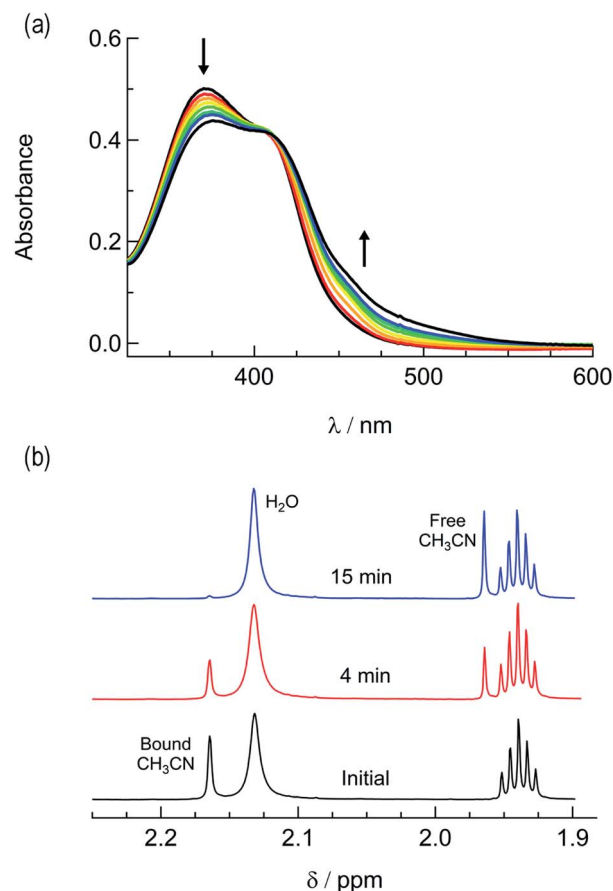 (a)
0.6
0.4
0.2
0.0
Absorbance
400
500
600
λ / nm
(b)
H₂O
Free
CH₃CN
15 min
4 min
Bound
CH₃CN
Initial
2.2
2.1
2.0
1.9
δ / ppm